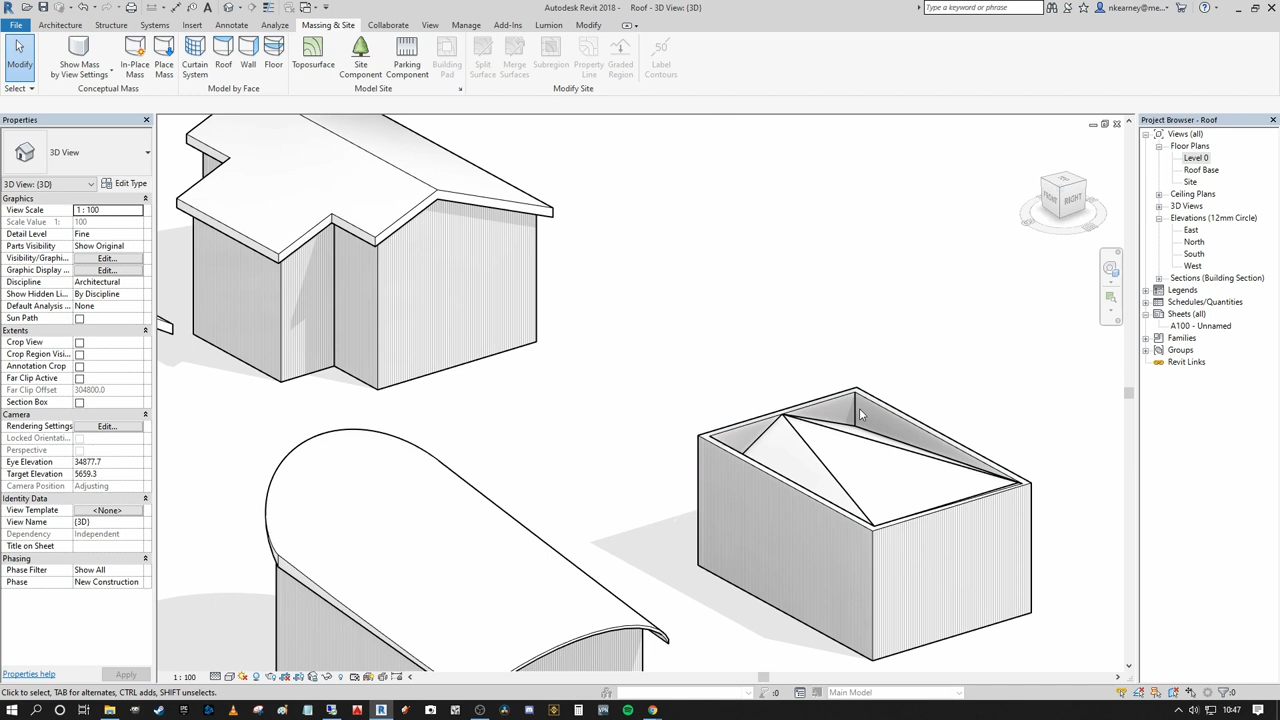 Autodesk Revit 2018 - Roof - 3D View: {3D}
Type a keyword or phrase
nkearney@me...
File Architecture Structure Systems Insert Annotate Analyze Massing & Site Collaborate View Manage Add-Ins Lumion Modify
Modify
Show Mass
by View Settings
In-Place
Mass
Place
Mass
Curtain
System
Roof
Wall
Floor
Toposurface
Site
Component
Parking
Component
Building
Pad
Split
Surface
Merge
Surfaces
Subregion
Property
Line
Graded
Region
50
Label
Contours
Select
Conceptual Mass
Model by Face
Model Site
Modify Site
Properties
3D View
3D View: {3D}
Edit Type
Graphics
View Scale 1 : 100
Scale Value 1: 100
Detail Level Fine
Parts Visibility Show Original
Visibility/Graphi... Edit...
Graphic Display ... Edit...
Discipline Architectural
Show Hidden Li... By Discipline
Default Analysis ... None
Sun Path
Extents
Crop View
Crop Region Visi...
Annotation Crop
Far Clip Active
Far Clip Offset 304800.0
Section Box
Camera
Rendering Settings Edit...
Locked Orientati...
Perspective
Eye Elevation 34877.7
Target Elevation 5659.3
Camera Position Adjusting
Identity Data
View Template <None>
View Name {3D}
Dependency Independent
Title on Sheet
Phasing
Phase Filter Show All
Phase New Construction
Properties help
Apply
TOP
FRONT
RIGHT
Project Browser - Roof
Views (all)
Floor Plans
Level 0
Roof Base
Site
Ceiling Plans
3D Views
Elevations (12mm Circle)
East
North
South
West
Sections (Building Section)
Legends
Schedules/Quantities
Sheets (all)
A100 - Unnamed
Families
Groups
Revit Links
1 : 100
Click to select, TAB for alternates, CTRL adds, SHIFT unselects.
:0
Main Model
:0
10:47